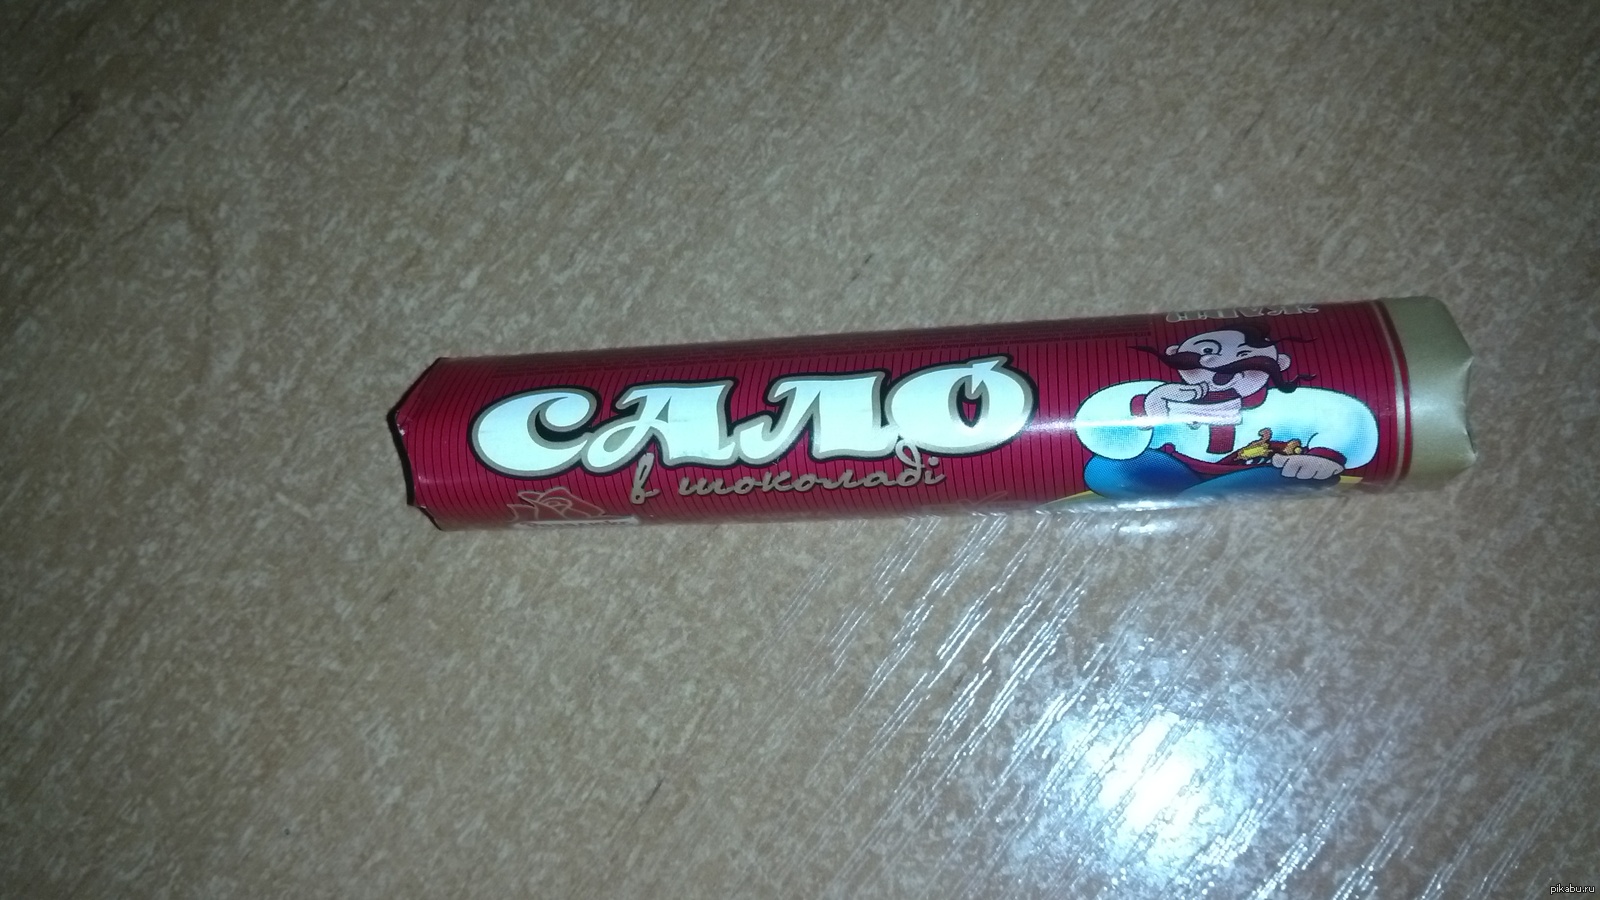 САЛО
в шоколаді
pikabu.ru